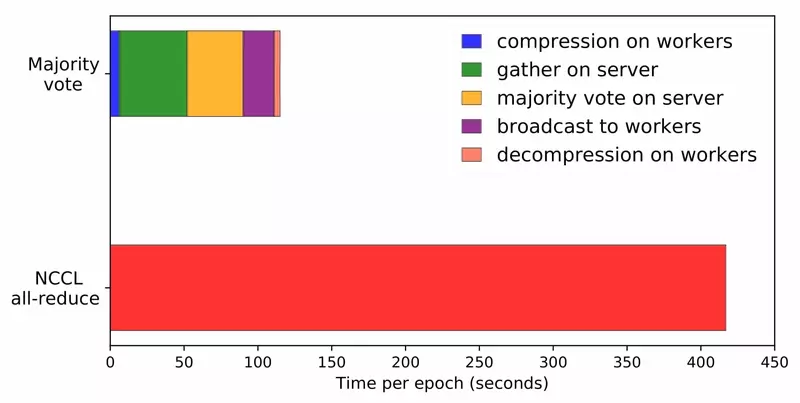 Majority
vote
compression on workers
gather on server
majority vote on server
broadcast to workers
decompression on workers
NCCL
all-reduce
0 50 100 150 200 250 300 350 400 450
Time per epoch (seconds)